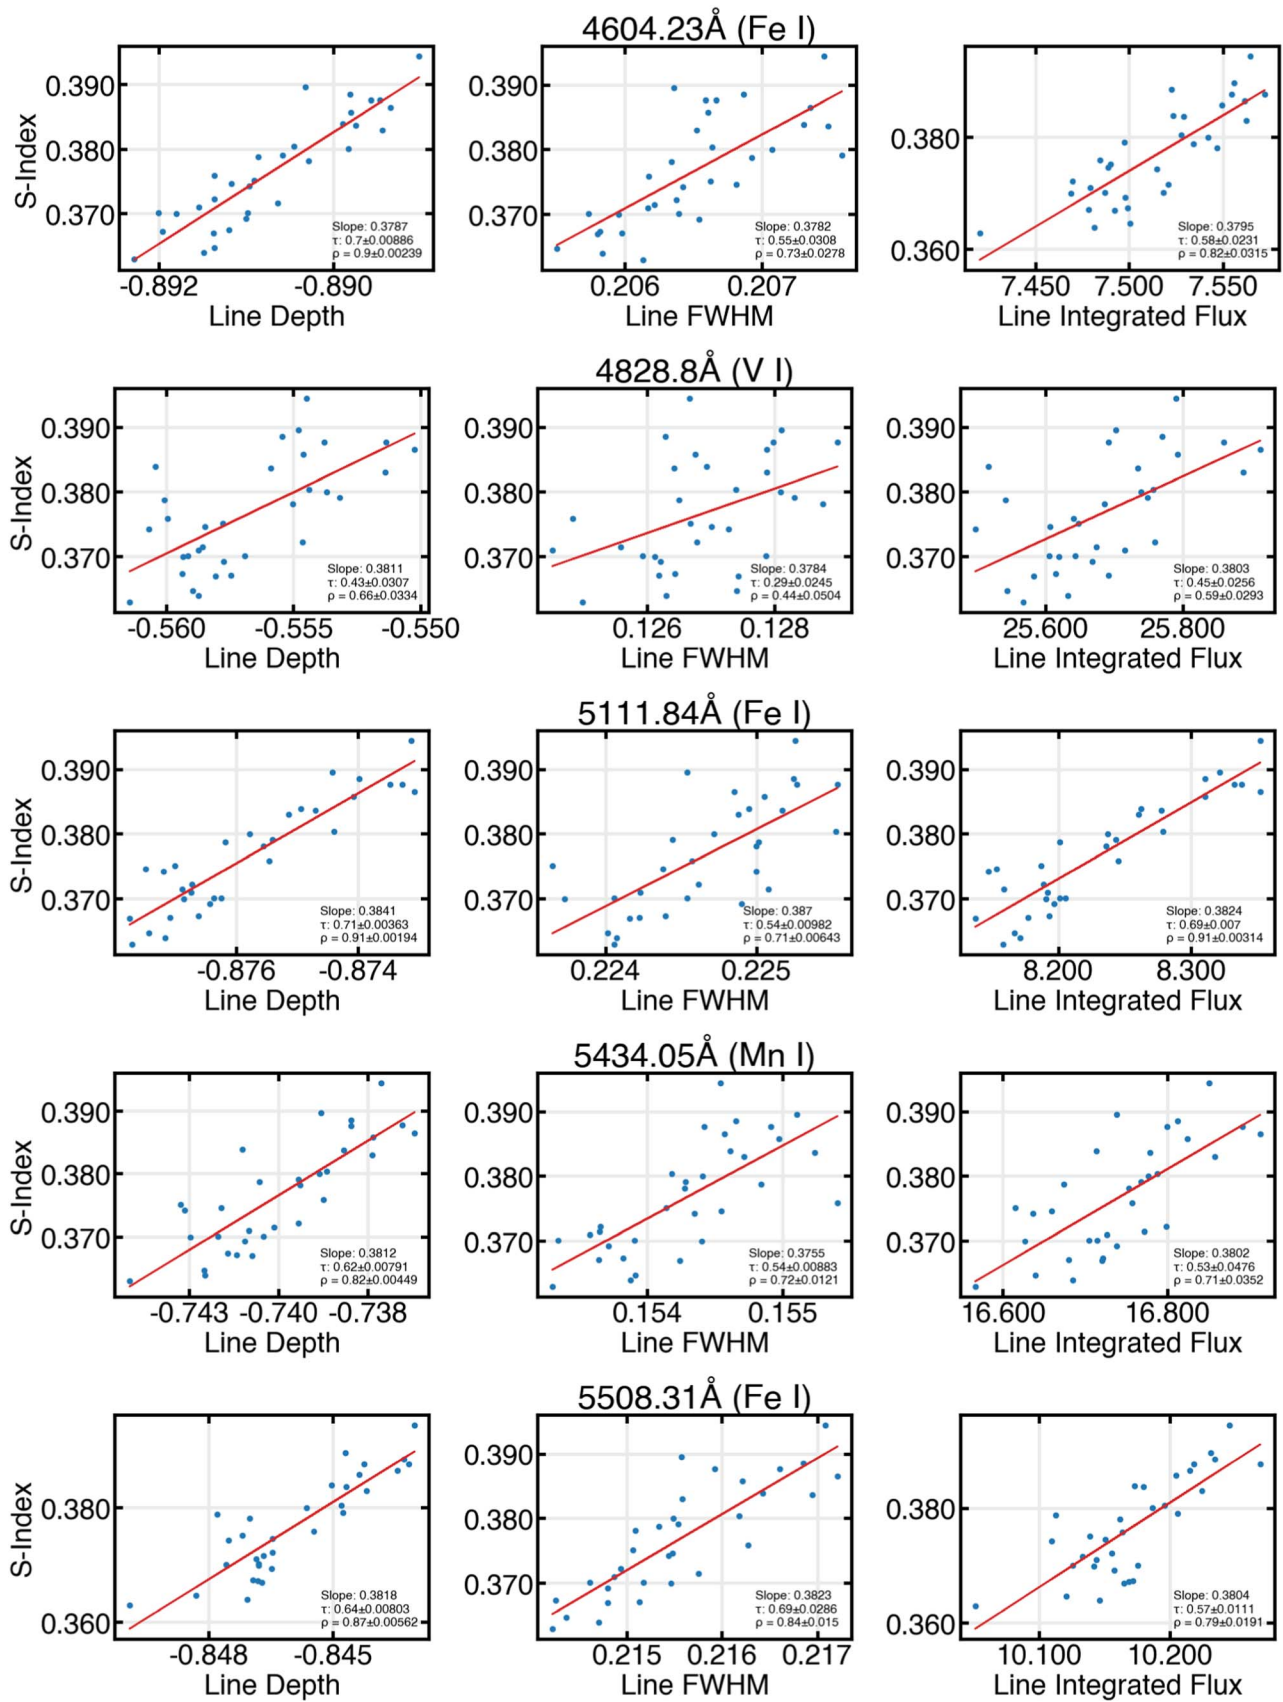 4604.23Å (Fe I)
S-Index
0.390
0.380
0.370
Slope: 0.3787
τ: 0.7±0.00886
ρ = 0.9±0.00239
-0.892
-0.890
Line Depth
0.390
0.380
0.370
Slope: 0.3782
τ: 0.55±0.0308
ρ = 0.73±0.0278
0.206
0.207
Line FWHM
0.380
0.360
Slope: 0.3795
τ: 0.58±0.0231
ρ = 0.82±0.0315
7.450
7.500
7.550
Line Integrated Flux
4828.8Å (V I)
S-Index
0.390
0.380
0.370
Slope: 0.3811
τ: 0.43±0.0307
ρ = 0.66±0.0334
-0.560
-0.555
-0.550
Line Depth
0.390
0.380
0.370
Slope: 0.3784
τ: 0.29±0.0245
ρ = 0.44±0.0504
0.126
0.128
Line FWHM
0.390
0.380
0.370
Slope: 0.3803
τ: 0.45±0.0256
ρ = 0.59±0.0293
25.600
25.800
Line Integrated Flux
5111.84Å (Fe I)
S-Index
0.390
0.380
0.370
Slope: 0.3841
τ: 0.71±0.00363
ρ = 0.91±0.00194
-0.876
-0.874
Line Depth
0.390
0.380
0.370
Slope: 0.387
τ: 0.54±0.00982
ρ = 0.71±0.00643
0.224
0.225
Line FWHM
0.390
0.380
0.370
Slope: 0.3824
τ: 0.69±0.007
ρ = 0.91±0.00314
8.200
8.300
Line Integrated Flux
5434.05Å (Mn I)
S-Index
0.390
0.380
0.370
Slope: 0.3812
τ: 0.62±0.00791
ρ = 0.82±0.00449
-0.743
-0.740
-0.738
Line Depth
0.390
0.380
0.370
Slope: 0.3755
τ: 0.54±0.00883
ρ = 0.72±0.0121
0.154
0.155
Line FWHM
0.390
0.380
0.370
Slope: 0.3802
τ: 0.53±0.0476
ρ = 0.71±0.0352
16.600
16.800
Line Integrated Flux
5508.31Å (Fe I)
S-Index
0.380
0.360
Slope: 0.3818
τ: 0.64±0.00803
ρ = 0.87±0.00562
-0.848
-0.845
Line Depth
0.390
0.380
0.370
Slope: 0.3823
τ: 0.69±0.0286
ρ = 0.84±0.015
0.215
0.216
0.217
Line FWHM
0.380
0.360
Slope: 0.3804
τ: 0.57±0.0111
ρ = 0.79±0.0191
10.100
10.200
Line Integrated Flux